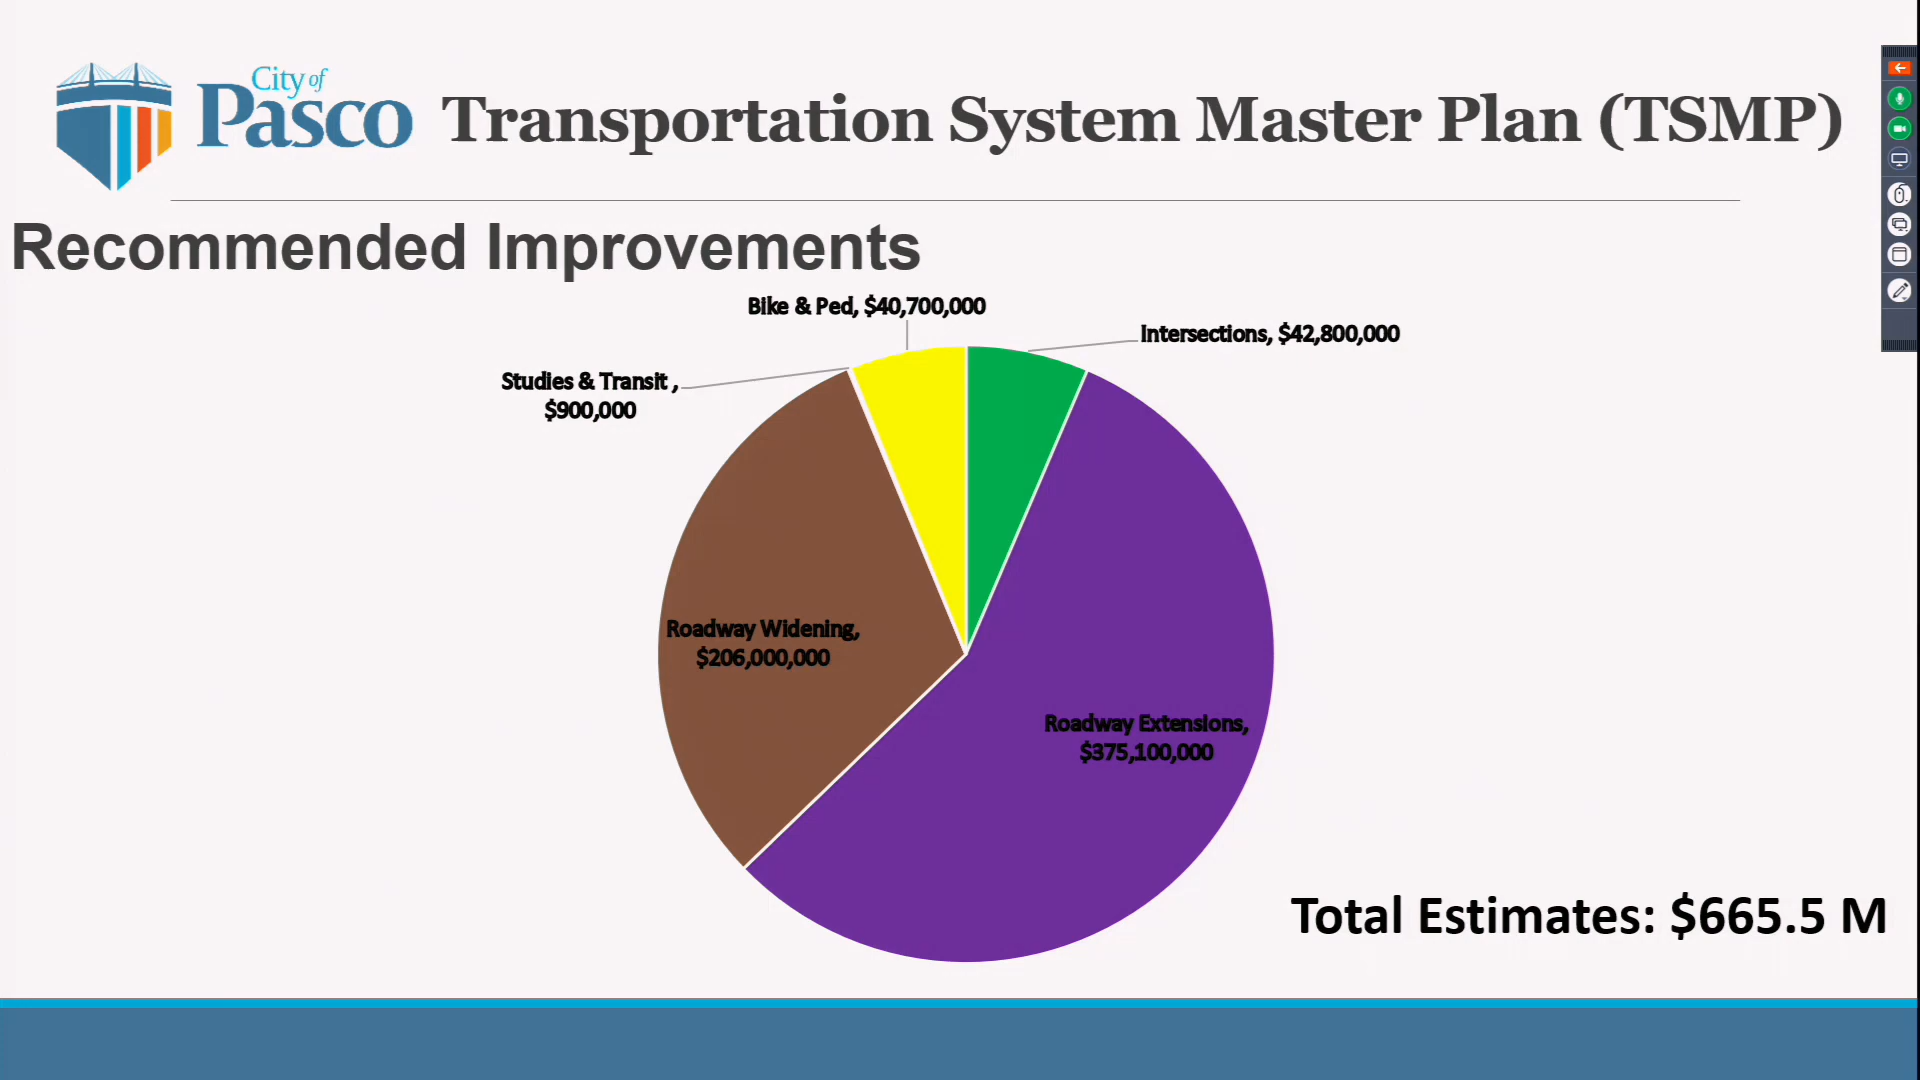 City of
Pasco
Transportation System Master Plan (TSMP)
Recommended Improvements
Bike & Ped, $40,700,000
Intersections, $42,800,000
Studies & Transit ,
$900,000
Roadway Widening,
$206,000,000
Roadway Extensions,
$375,100,000
Total Estimates: $665.5 M